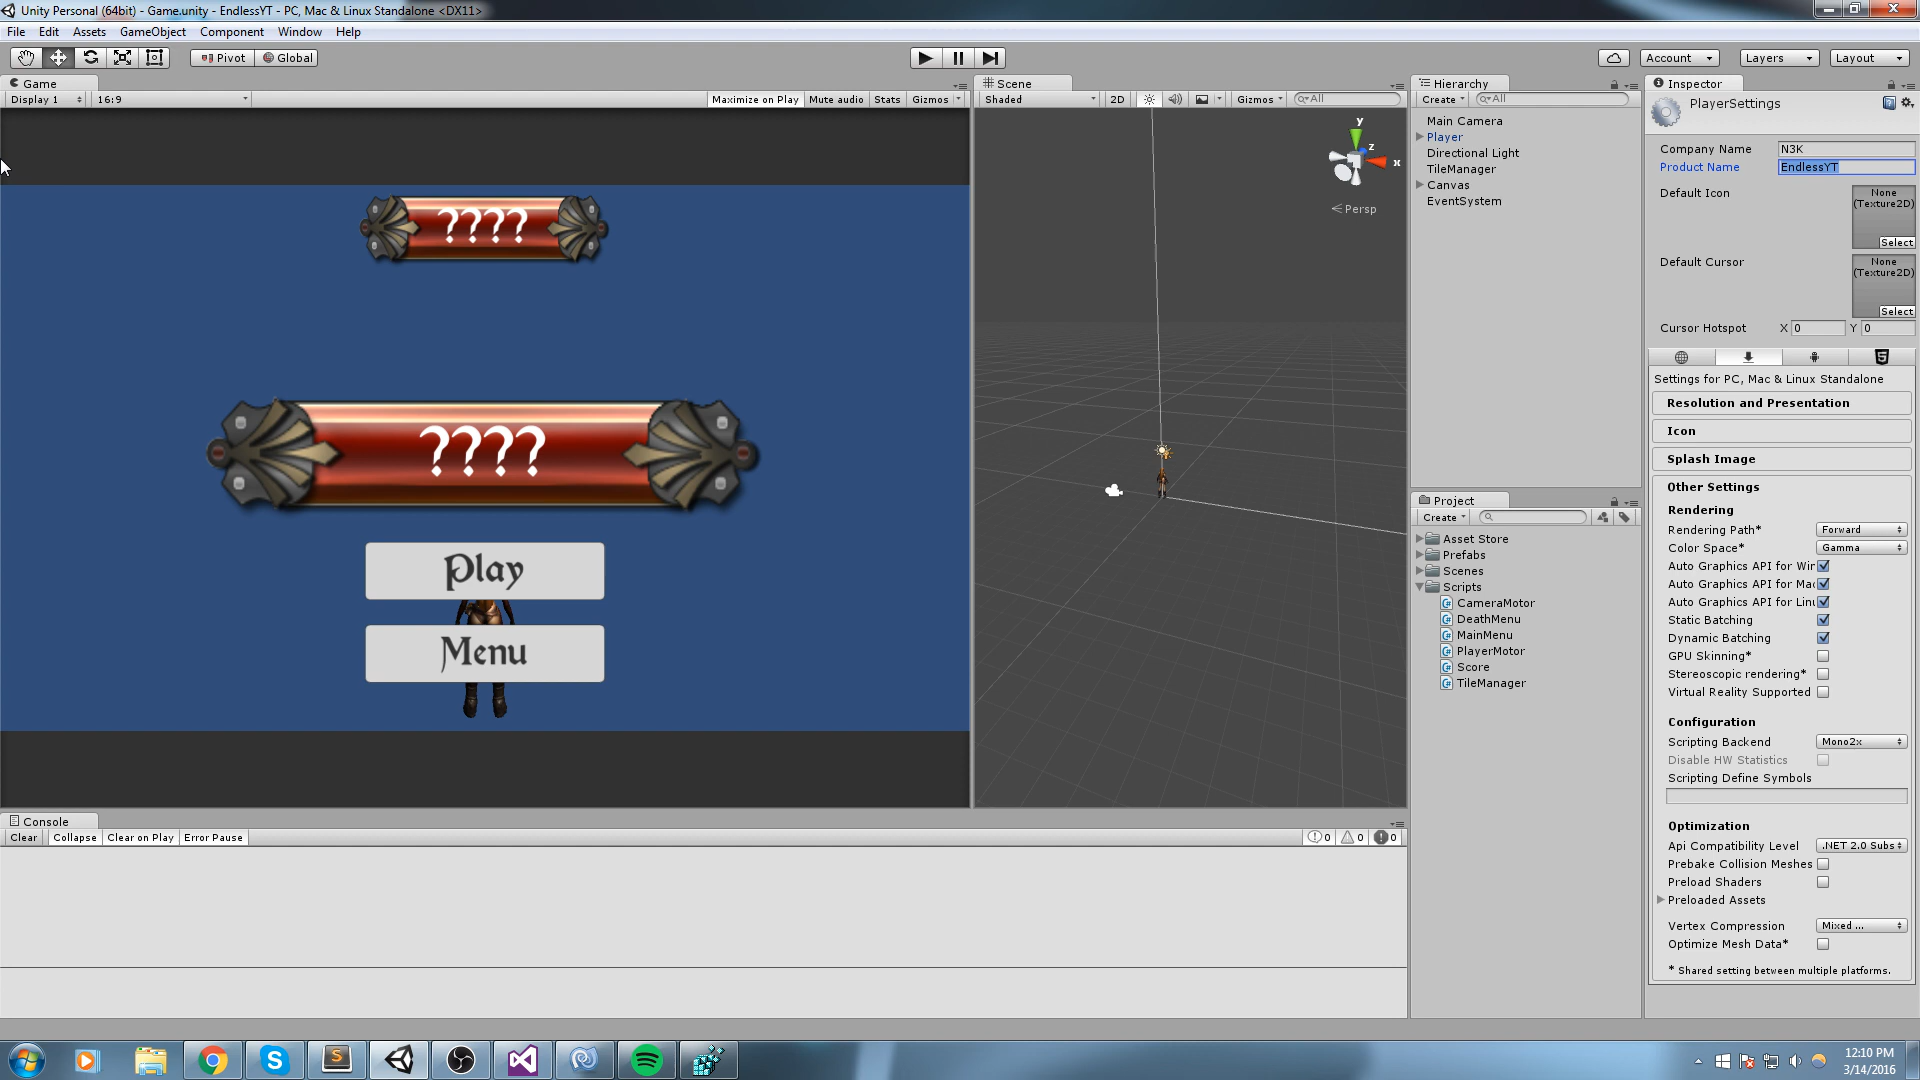 Unity Personal (64bit) - Game.unity - EndlessYT - PC, Mac & Linux Standalone <DX11>
File Edit Assets GameObject Component Window Help
Pivot Global
Account Layers Layout
Game
Display 1 16:9
Maximize on Play Mute audio Stats Gizmos
????
????
Play
Menu
Scene
Shaded 2D Gizmos All
y
z
x
Persp
Hierarchy
Create All
Main Camera
Player
Directional Light
TileManager
Canvas
EventSystem
Project
Create
Asset Store
Prefabs
Scenes
Scripts
CameraMotor
DeathMenu
MainMenu
PlayerMotor
Score
TileManager
Console
Clear Collapse Clear on Play Error Pause
0 0 0
Inspector
PlayerSettings
Company Name N3K
Product Name EndlessYT
Default Icon
None
(Texture2D)
Select
Default Cursor
None
(Texture2D)
Select
Cursor Hotspot X 0 Y 0
Settings for PC, Mac & Linux Standalone
Resolution and Presentation
Icon
Splash Image
Other Settings
Rendering
Rendering Path* Forward
Color Space* Gamma
Auto Graphics API for Wir
Auto Graphics API for Mac
Auto Graphics API for Linu
Static Batching
Dynamic Batching
GPU Skinning*
Stereoscopic rendering*
Virtual Reality Supported
Configuration
Scripting Backend Mono2x
Disable HW Statistics
Scripting Define Symbols
Optimization
Api Compatibility Level .NET 2.0 Subs
Prebake Collision Meshes
Preload Shaders
Preloaded Assets
Vertex Compression Mixed ...
Optimize Mesh Data*
* Shared setting between multiple platforms.
12:10 PM
3/14/2016